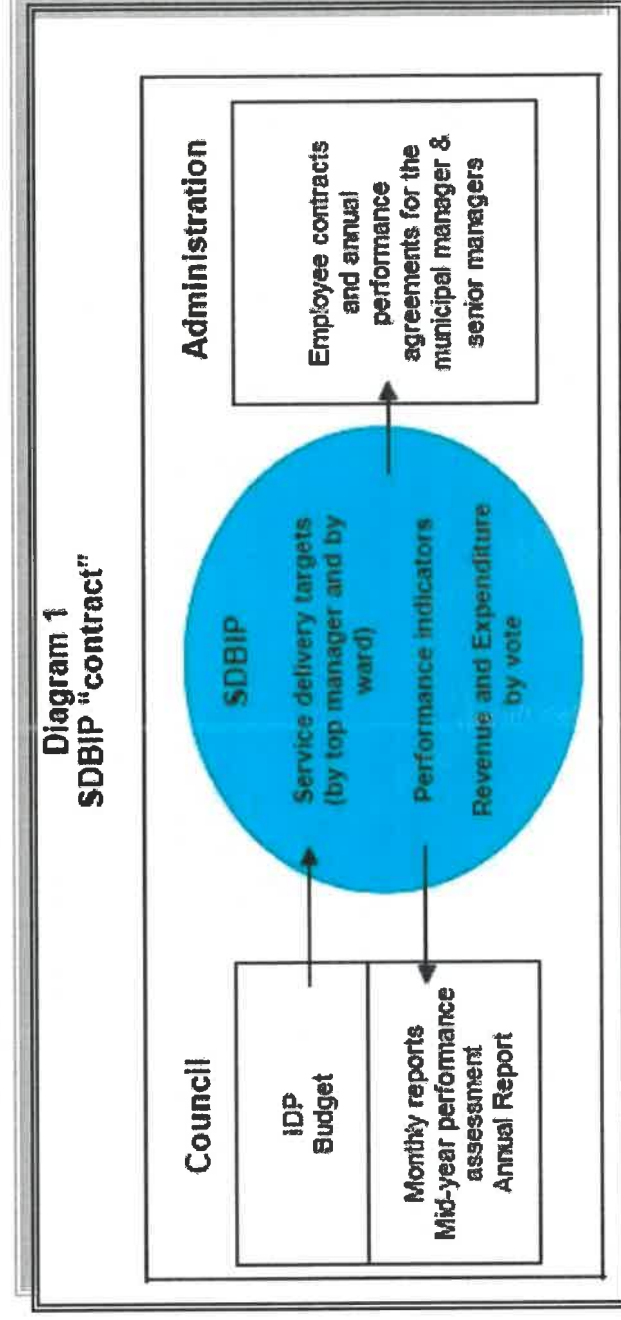 Diagram 1
SDBIP "contract"
Council
IDP
Budget
Monthly reports
Mid-year performance
assessment
Annual Report
SDBIP
Service delivery targets
(by top manager and by
ward)
Performance indicators
Revenue and Expenditure
by vote
Administration
Employee contracts
and annual
performance
agreements for the
municipal manager &
senior managers